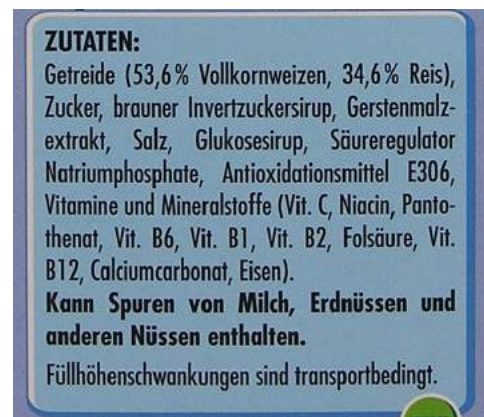 ZUTATEN:
Getreide (53,6% Vollkornweizen, 34,6% Reis),
Zucker, brauner Invertzuckersirup, Gerstenmalz-
extrakt, Salz, Glukosesirup, Säureregulator
Natriumphosphate, Antioxidationsmittel E306,
Vitamine und Mineralstoffe (Vit. C, Niacin, Panto-
thenat, Vit. B6, Vit. B1, Vit. B2, Folsäure, Vit.
B12, Calciumcarbonat, Eisen).
Kann Spuren von Milch, Erdnüssen und
anderen Nüssen enthalten.
Füllhöhenschwankungen sind transportbedingt.